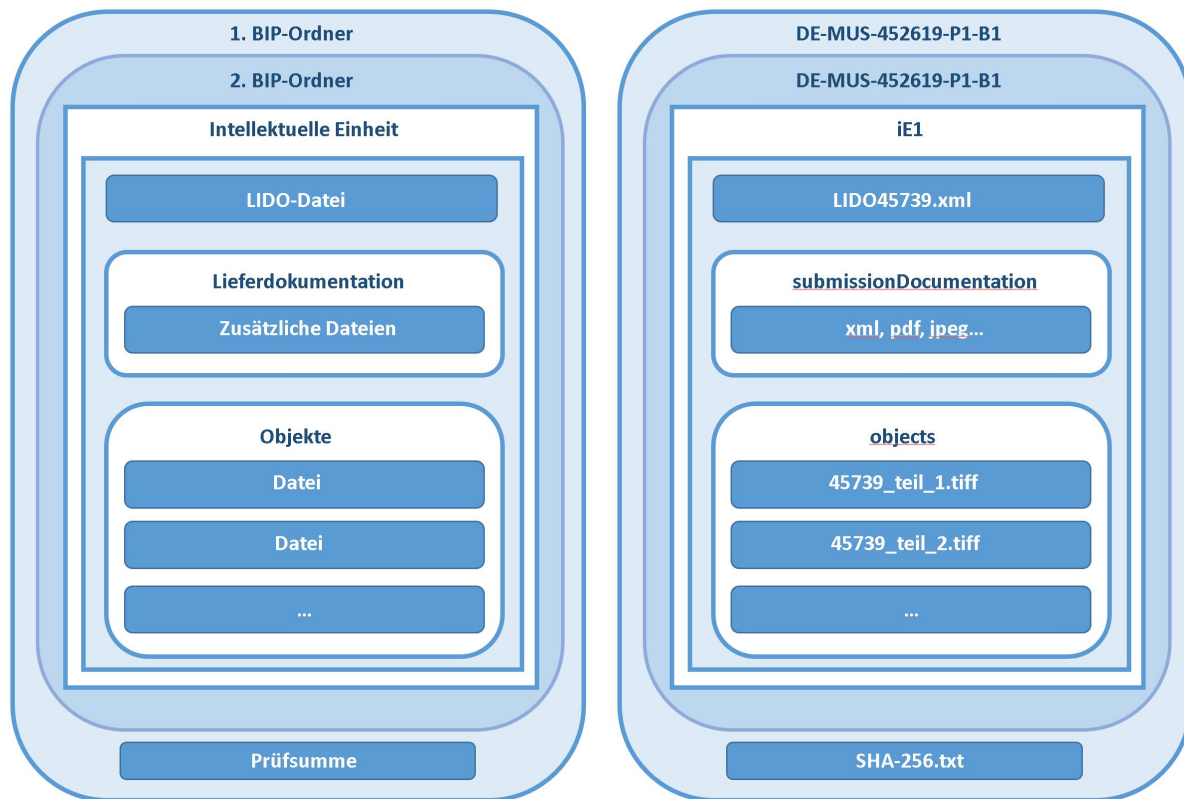 1. BIP-Ordner
2. BIP-Ordner
Intellektuelle Einheit
LIDO-Datei
Lieferdokumentation
Zusätzliche Dateien
Objekte
Datei
Datei
...
Prüfsumme
DE-MUS-452619-P1-B1
DE-MUS-452619-P1-B1
iE1
LIDO45739.xml
submissionDocumentation
xml, pdf, jpeg...
objects
45739_teil_1.tiff
45739_teil_2.tiff
...
SHA-256.txt